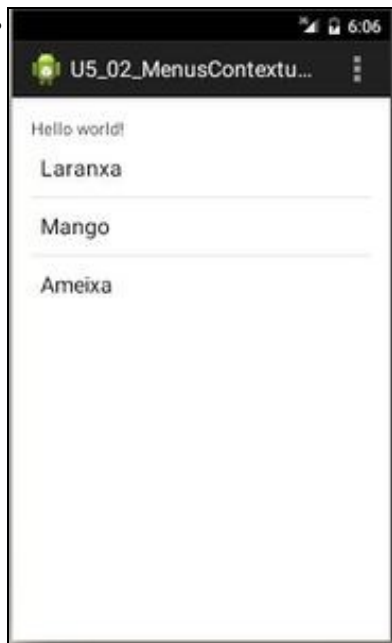 6:06
U5_02_MenusContextu...
Hello world!
Laranxa
Mango
Ameixa